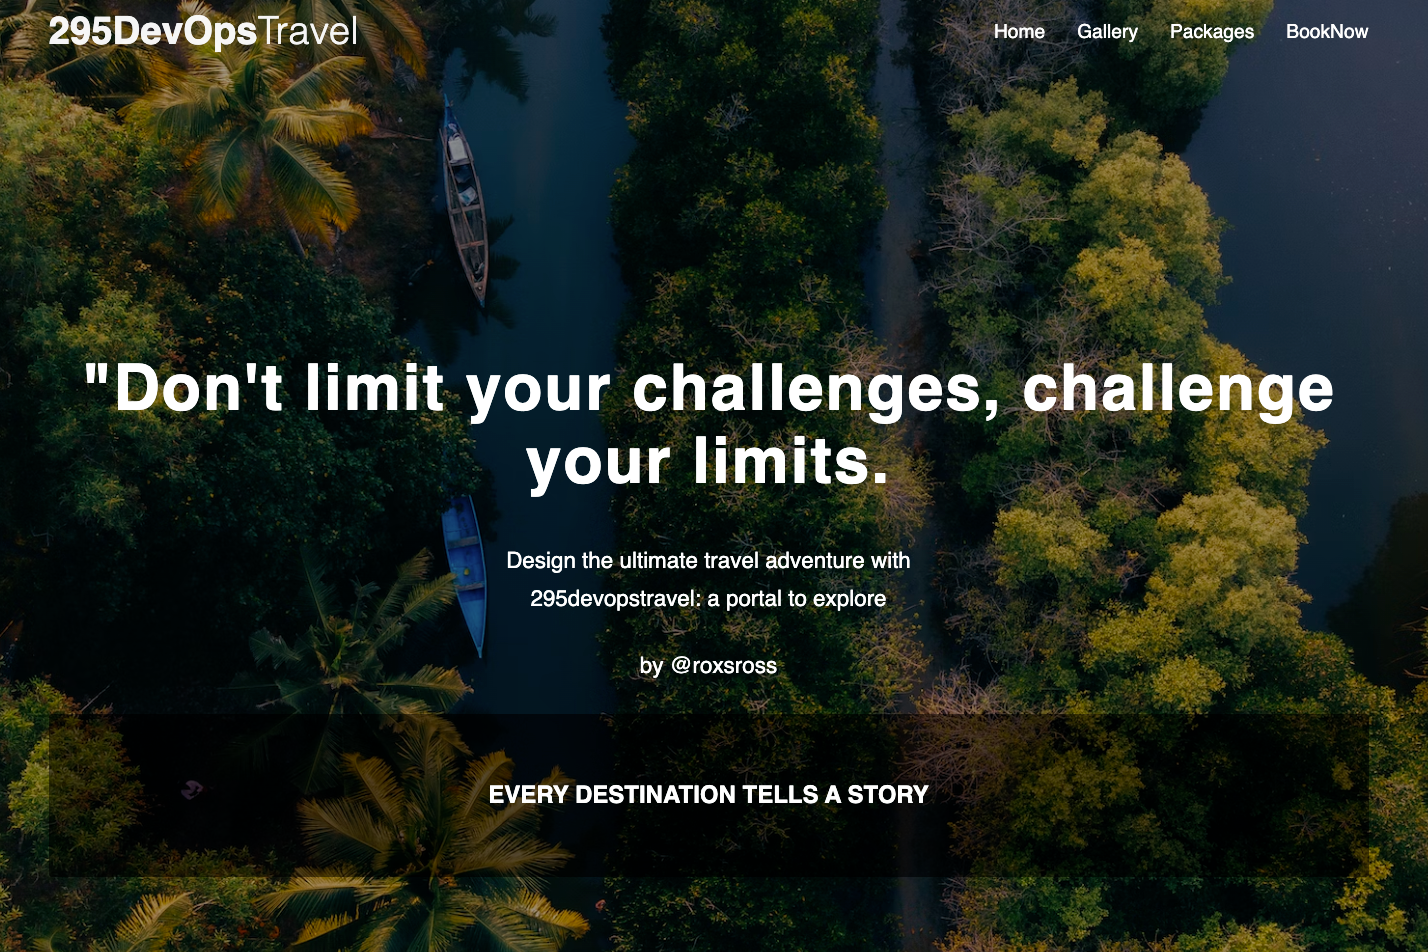 295DevOpsTravel
Home Gallery Packages BookNow
"Don't limit your challenges, challenge
your limits.
Design the ultimate travel adventure with
295devopstravel: a portal to explore
by @roxsross
EVERY DESTINATION TELLS A STORY